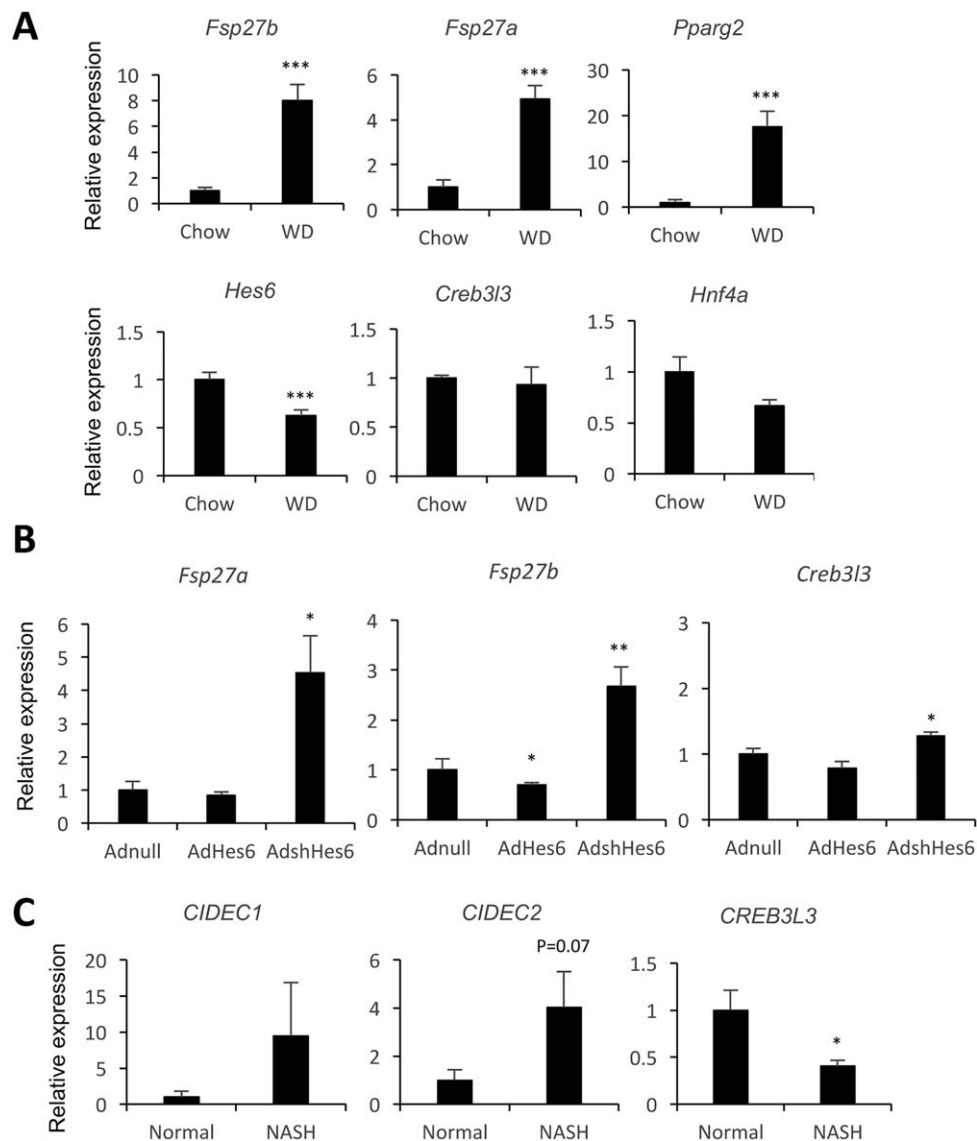 A
Fsp27b
Fsp27a
Pparg2
Relative expression
10
8
6
4
2
0
***
Chow
WD
6
4
2
0
***
Chow
WD
30
20
10
0
***
Chow
WD
Hes6
Creb3l3
Hnf4a
Relative expression
1.5
1
0.5
0
***
Chow
WD
1.5
1
0.5
0
Chow
WD
1.5
1
0.5
0
Chow
WD
B
Fsp27a
Fsp27b
Creb3l3
Relative expression
6
5
4
3
2
1
0
*
Adnull
AdHes6
AdshHes6
4
3
2
1
0
*
**
Adnull
AdHes6
AdshHes6
3
2
1
0
*
Adnull
AdHes6
AdshHes6
C
CIDEC1
CIDEC2
CREB3L3
Relative expression
20
15
10
5
0
Normal
NASH
P=0.07
6
4
2
0
Normal
NASH
1.5
1
0.5
0
*
Normal
NASH